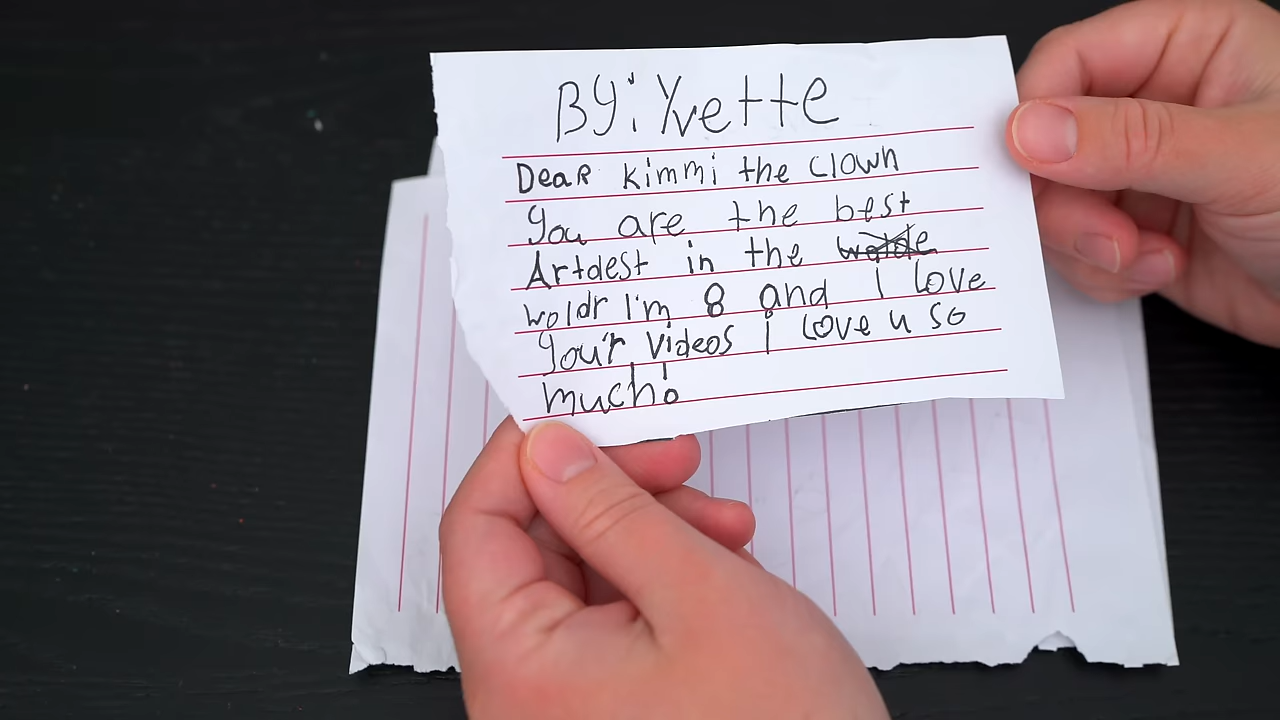 By: Yvette
Dear kimmi the clown
you are the best
Artdest in the
woldr I'm 8 and I love
your videos I love u so
much!